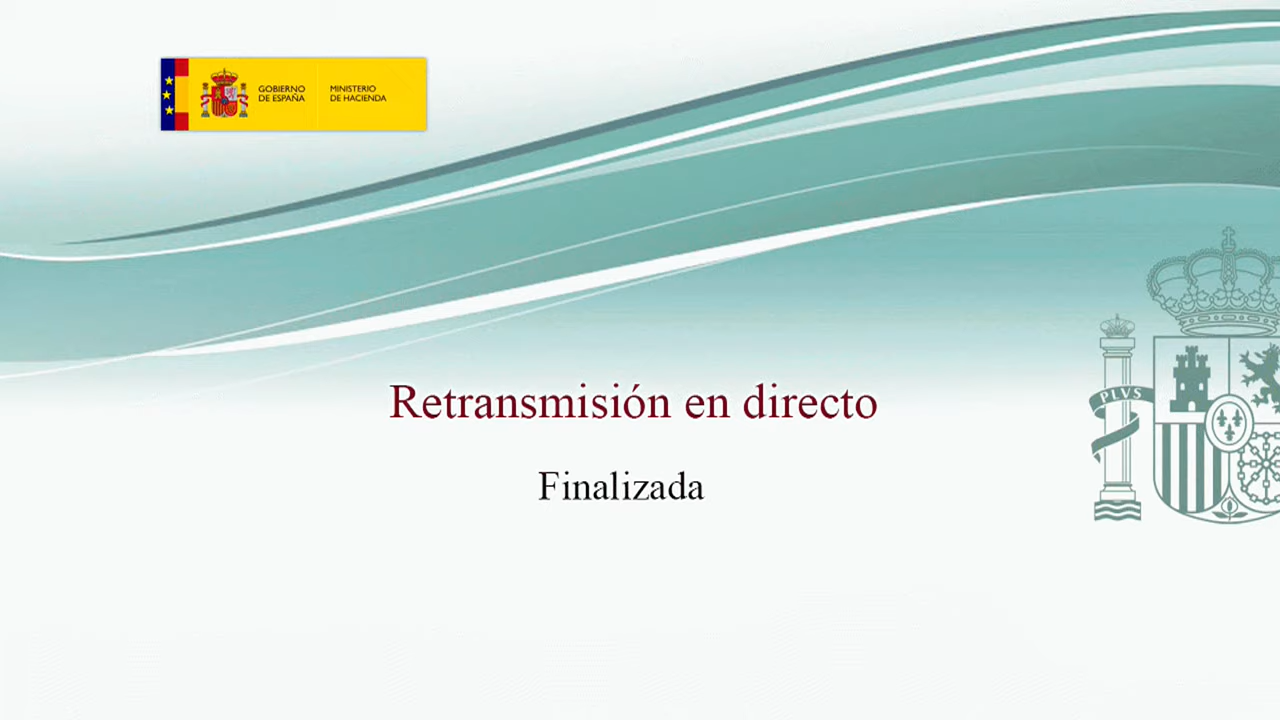 GOBIERNO
DE ESPAÑA
MINISTERIO
DE HACIENDA
Retransmisión en directo
PLVS
Finalizada